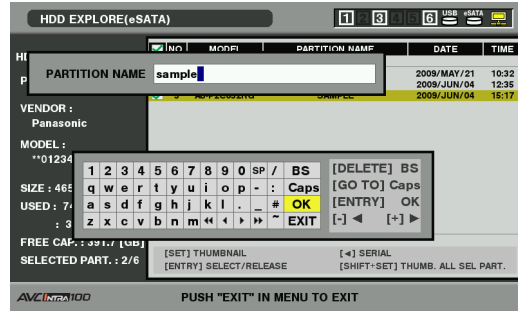 HDD EXPLORE(eSATA)
1 2 3 4 5 6 USB eSATA
NO. MODEL PARTITION NAME DATE TIME
PARTITION NAME sample
2009/MAY/21 10:32
2009/JUN/04 12:35
SAMPLE 2009/JUN/04 15:17
VENDOR :
Panasonic
MODEL :
**01234
1 2 3 4 5 6 7 8 9 0 SP / BS
q w e r t y u i o p - : Caps
a s d f g h j k l . _ # OK
z x c v b n m ◂◂ ◂ ▸ ▸▸ ~ EXIT
[DELETE] BS
[GO TO] Caps
[ENTRY] OK
[-] ◀ [+] ▶
SIZE : 465
USED : 74
: 3
FREE CAP. : 391.7 [GB]
SELECTED PART. : 2/6
[SET] THUMBNAIL [◂] SERIAL
[ENTRY] SELECT/RELEASE [SHIFT+SET] THUMB. ALL SEL PART.
AVC INTRA 100 PUSH "EXIT" IN MENU TO EXIT